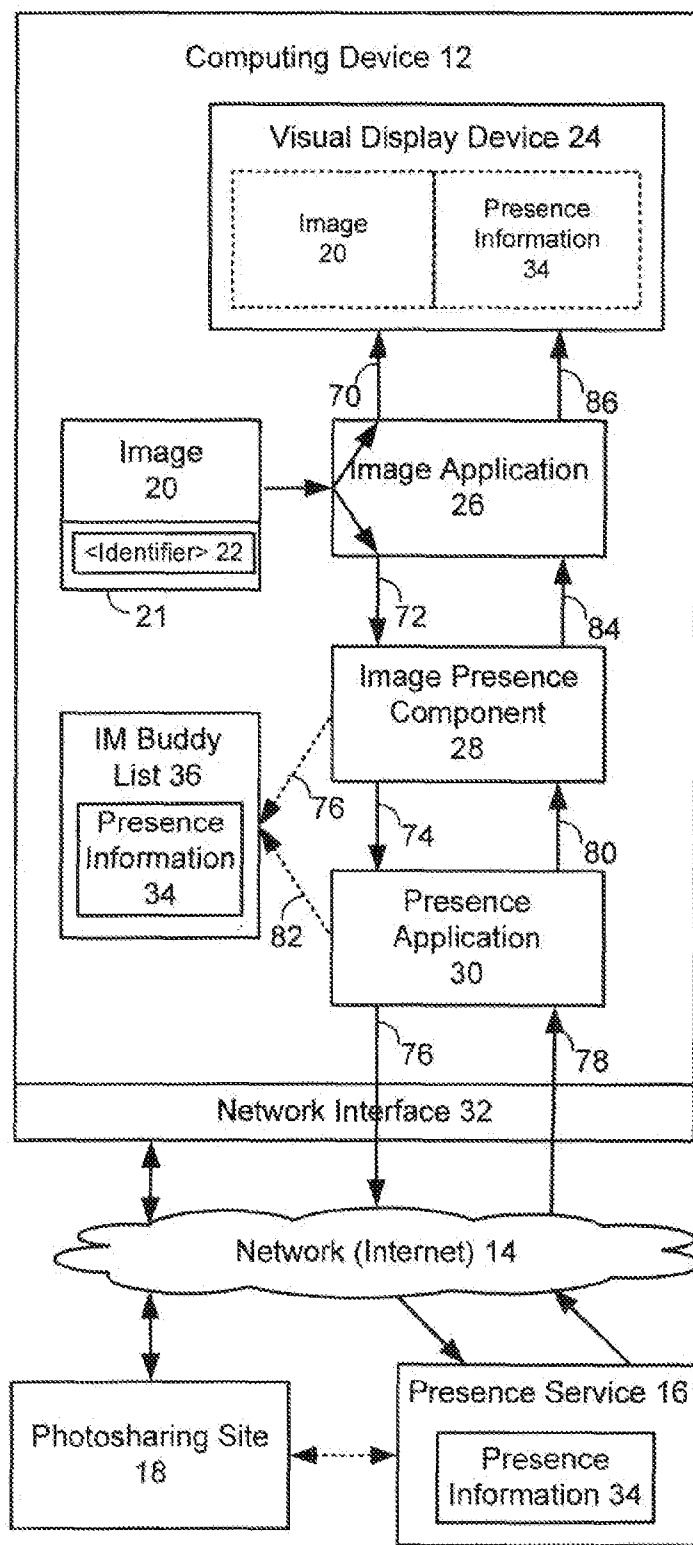 Computing Device 12
Visual Display Device 24
Image
20
Presence
Information
34
70
86
Image
20
<Identifier> 22
21
Image Application
26
72
84
Image Presence
Component
28
IM Buddy
List 36
Presence
Information
34
76
74
80
82
Presence
Application
30
76
78
Network Interface 32
Network (Internet) 14
Photosharing Site
18
Presence Service 16
Presence
Information 34